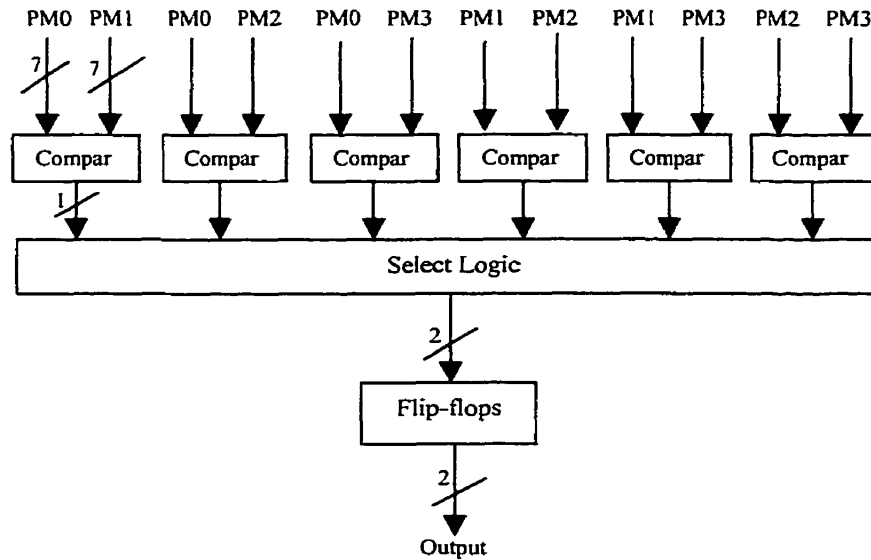 PM0 PM1 PM0 PM2 PM0 PM3 PM1 PM2 PM1 PM3 PM2 PM3
7 7
Compar Compar Compar Compar Compar Compar
1
Select Logic
2
Flip-flops
2
Output